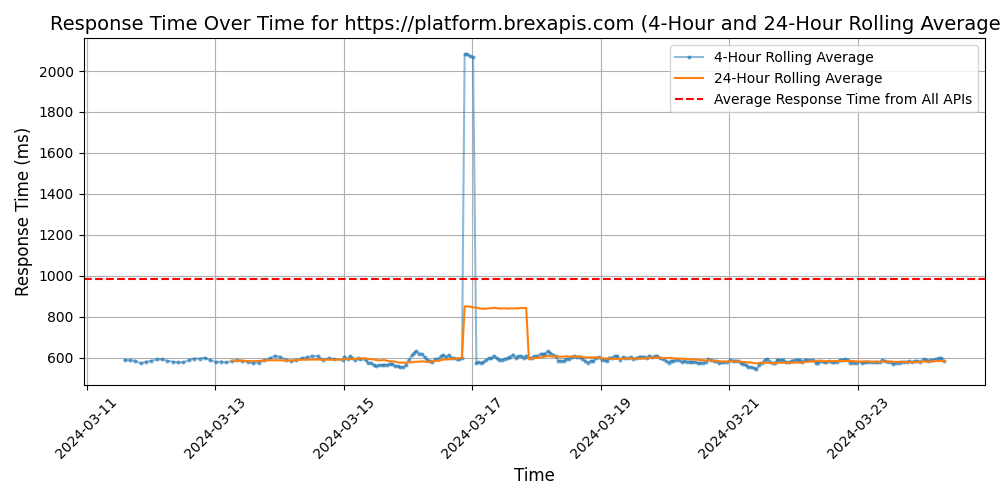 Response Time Over Time for https://platform.brexapis.com (4-Hour and 24-Hour Rolling Average
4-Hour Rolling Average
24-Hour Rolling Average
Average Response Time from All APIs
Response Time (ms)
2000
1800
1600
1400
1200
1000
800
600
2024-03-11
2024-03-13
2024-03-15
2024-03-17
2024-03-19
2024-03-21
2024-03-23
Time